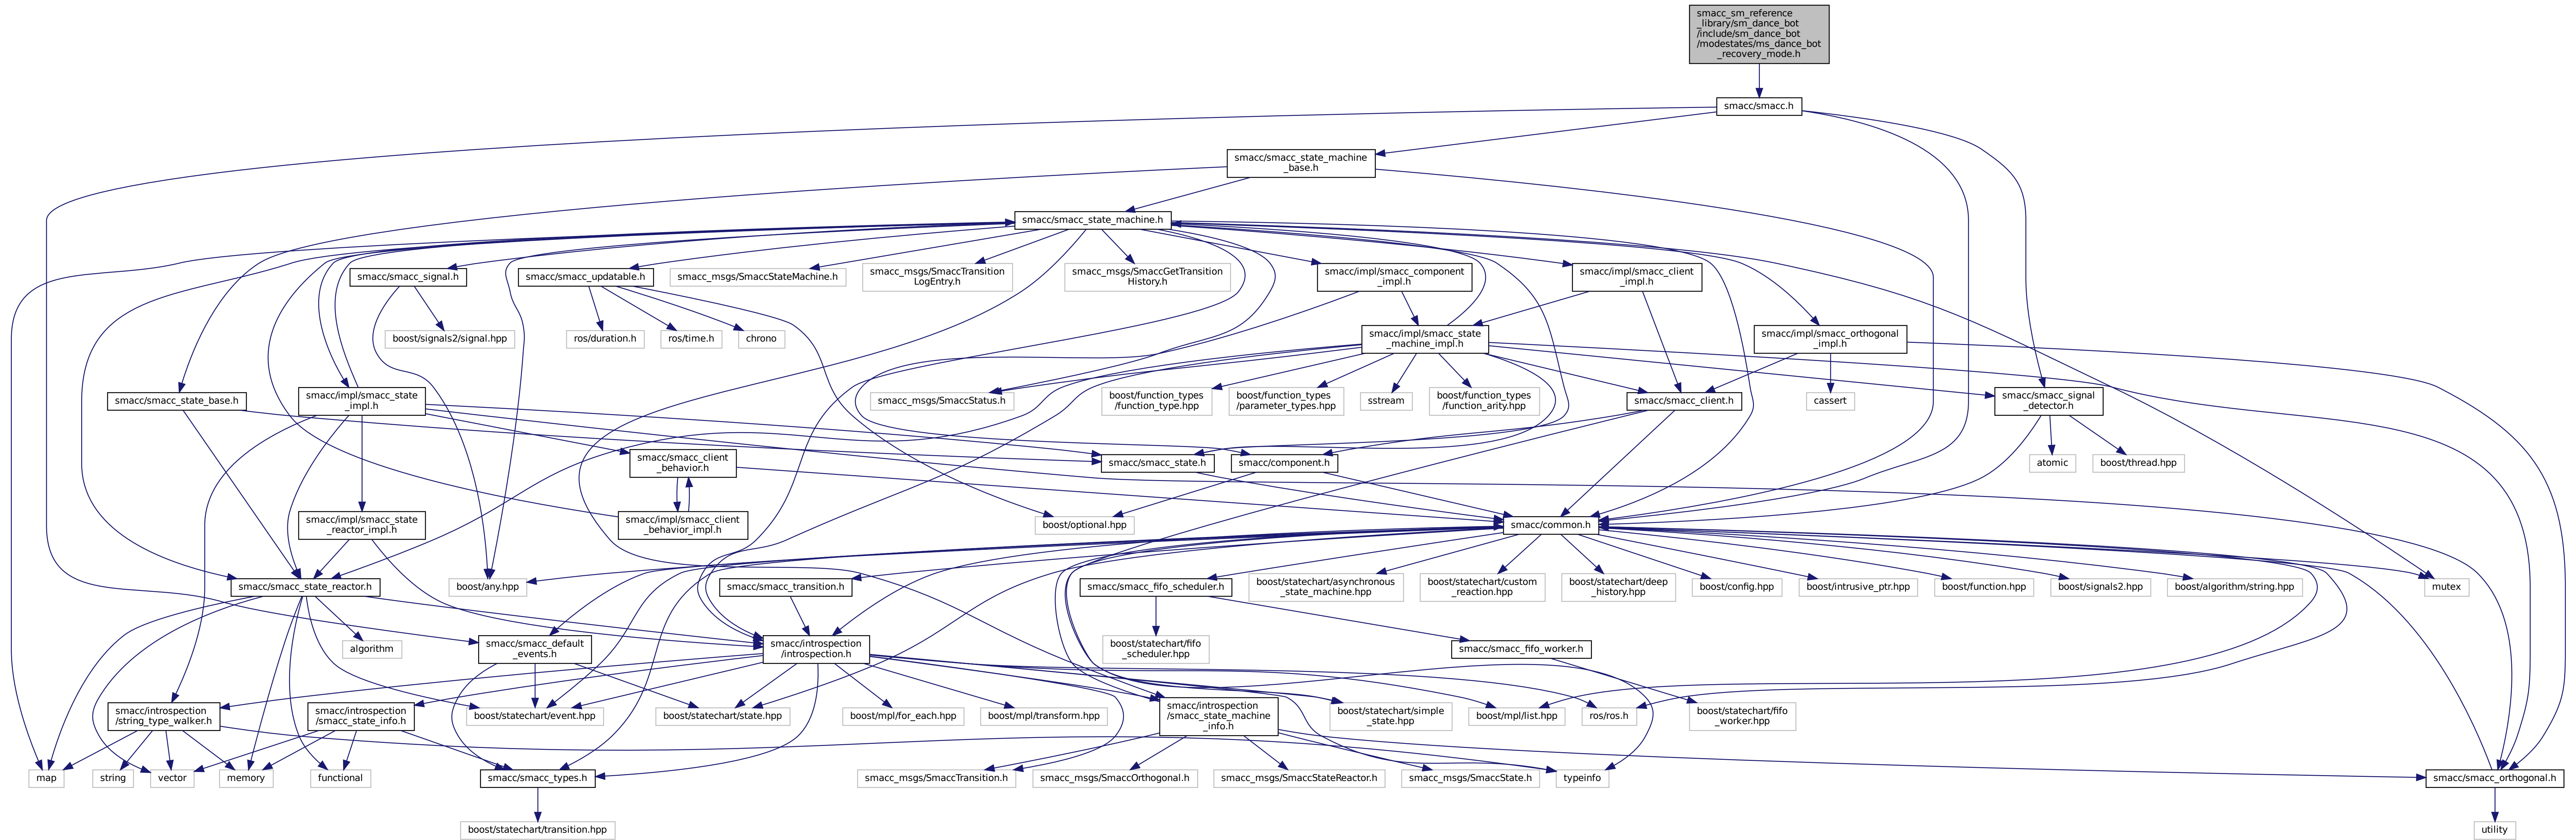 smacc_sm_reference
_library/sm_dance_bot
/include/sm_dance_bot
/modestates/ms_dance_bot
_recovery_mode.h
smacc/smacc.h
smacc/smacc_state_machine
_base.h
smacc/smacc_state_machine.h
smacc/smacc_signal.h
smacc/smacc_updatable.h
smacc_msgs/SmaccStateMachine.h
smacc_msgs/SmaccTransition
LogEntry.h
smacc_msgs/SmaccGetTransition
History.h
smacc/impl/smacc_component
_impl.h
smacc/impl/smacc_client
_impl.h
boost/signals2/signal.hpp
ros/duration.h
ros/time.h
chrono
smacc/impl/smacc_state
_machine_impl.h
smacc/impl/smacc_orthogonal
_impl.h
smacc/smacc_state_base.h
smacc/impl/smacc_state
_impl.h
smacc_msgs/SmaccStatus.h
boost/function_types
/function_type.hpp
boost/function_types
/parameter_types.hpp
sstream
boost/function_types
/function_arity.hpp
smacc/smacc_client.h
cassert
smacc/smacc_signal
_detector.h
smacc/smacc_client
_behavior.h
smacc/smacc_state.h
smacc/component.h
atomic
boost/thread.hpp
smacc/impl/smacc_state
_reactor_impl.h
smacc/impl/smacc_client
_behavior_impl.h
boost/optional.hpp
smacc/common.h
smacc/smacc_state_reactor.h
boost/any.hpp
smacc/smacc_transition.h
smacc/smacc_fifo_scheduler.h
boost/statechart/asynchronous
_state_machine.hpp
boost/statechart/custom
_reaction.hpp
boost/statechart/deep
_history.hpp
boost/config.hpp
boost/intrusive_ptr.hpp
boost/function.hpp
boost/signals2.hpp
boost/algorithm/string.hpp
mutex
algorithm
smacc/smacc_default
_events.h
smacc/introspection
/introspection.h
boost/statechart/fifo
_scheduler.hpp
smacc/smacc_fifo_worker.h
smacc/introspection
/string_type_walker.h
smacc/introspection
/smacc_state_info.h
boost/statechart/event.hpp
boost/statechart/state.hpp
boost/mpl/for_each.hpp
boost/mpl/transform.hpp
smacc/introspection
/smacc_state_machine
_info.h
boost/statechart/simple
_state.hpp
boost/mpl/list.hpp
ros/ros.h
boost/statechart/fifo
_worker.hpp
map
string
vector
memory
functional
smacc/smacc_types.h
smacc_msgs/SmaccTransition.h
smacc_msgs/SmaccOrthogonal.h
smacc_msgs/SmaccStateReactor.h
smacc_msgs/SmaccState.h
typeinfo
smacc/smacc_orthogonal.h
boost/statechart/transition.hpp
utility